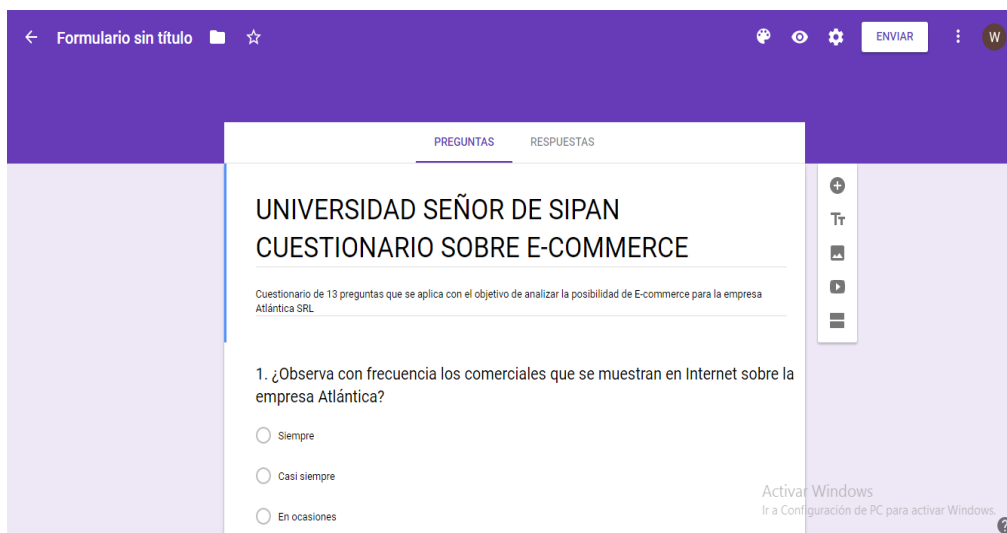 Formulario sin título
ENVIAR
W
PREGUNTAS
RESPUESTAS
UNIVERSIDAD SEÑOR DE SIPAN
CUESTIONARIO SOBRE E-COMMERCE
Cuestionario de 13 preguntas que se aplica con el objetivo de analizar la posibilidad de E-commerce para la empresa
Atlántica SRL
1. ¿Observa con frecuencia los comerciales que se muestran en Internet sobre la
empresa Atlántica?
Siempre
Casi siempre
En ocasiones
Activar Windows
Ir a Configuración de PC para activar Windows.